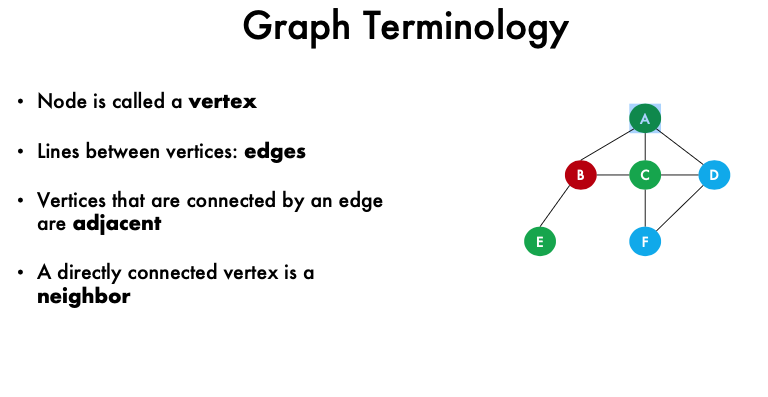 Graph Terminology
• Node is called a vertex
• Lines between vertices: edges
• Vertices that are connected by an edge
are adjacent
• A directly connected vertex is a
neighbor
A
B C D
E F